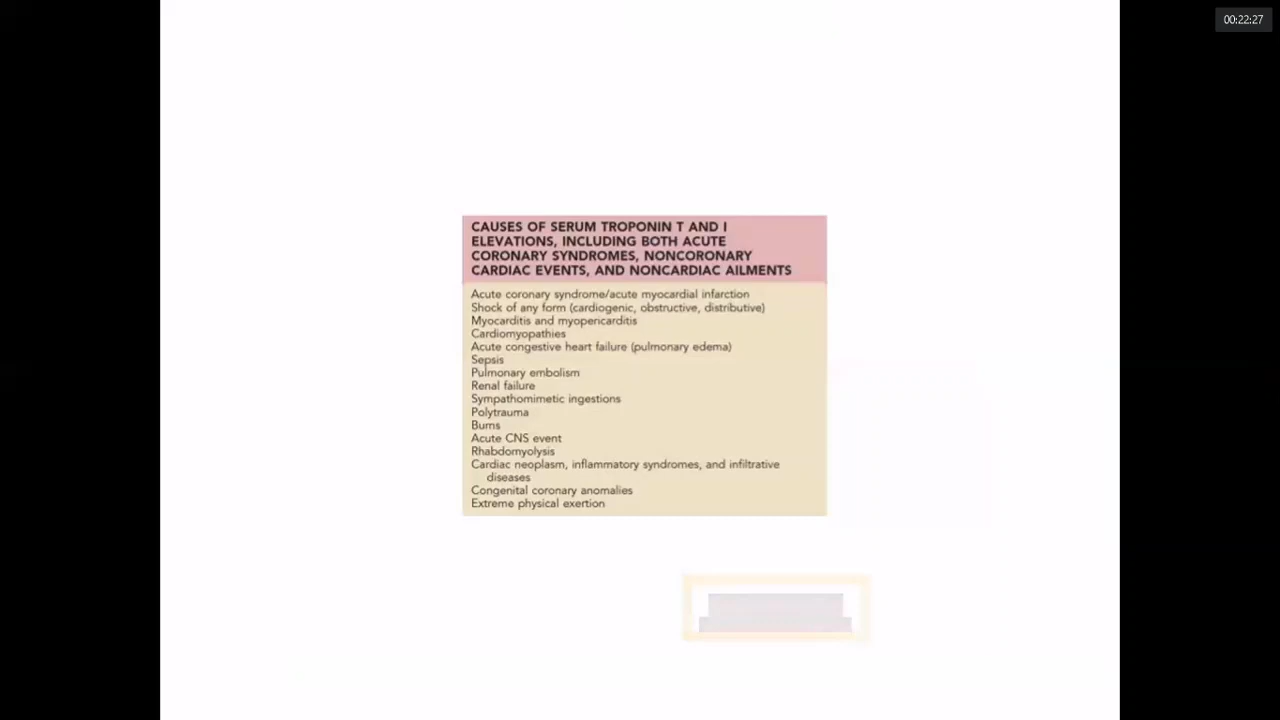 00:22:27
CAUSES OF SERUM TROPONIN T AND I
ELEVATIONS, INCLUDING BOTH ACUTE
CORONARY SYNDROMES, NONCORONARY
CARDIAC EVENTS, AND NONCARDIAC AILMENTS
Acute coronary syndrome/acute myocardial infarction
Shock of any form (cardiogenic, obstructive, distributive)
Myocarditis and myopericarditis
Cardiomyopathies
Acute congestive heart failure (pulmonary edema)
Sepsis
Pulmonary embolism
Renal failure
Sympathomimetic ingestions
Polytrauma
Burns
Acute CNS event
Rhabdomyolysis
Cardiac neoplasm, inflammatory syndromes, and infiltrative
diseases
Congenital coronary anomalies
Extreme physical exertion